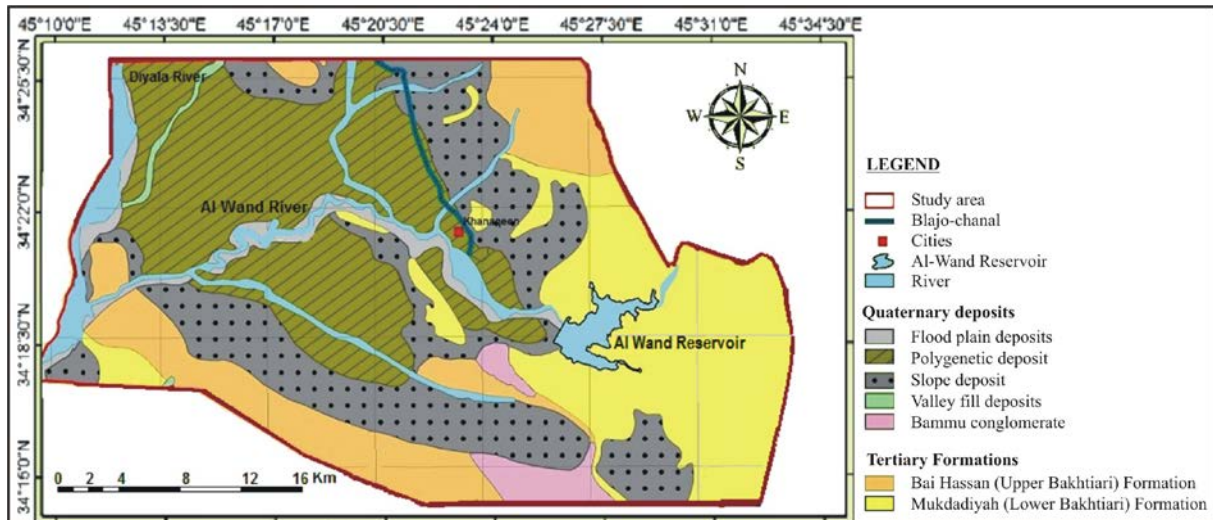 45°10'0"E 45°13'30"E 45°17'0"E 45°20'30"E 45°24'0"E 45°27'30"E 45°31'0"E 45°34'30"E
34°25'30"N
34°22'0"N
34°18'30"N
34°15'0"N
Diyala River
Al Wand River
Khanaqeen
Al Wand Reservoir
N
W E
S
0 2 4 8 12 16 Km
LEGEND
Study area
Blajo-chanal
Cities
Al-Wand Reservoir
River
Quaternary deposits
Flood plain deposits
Polygenetic deposit
Slope deposit
Valley fill deposits
Bammu conglomerate
Tertiary Formations
Bai Hassan (Upper Bakhtiari) Formation
Mukdadiyah (Lower Bakhtiari) Formation